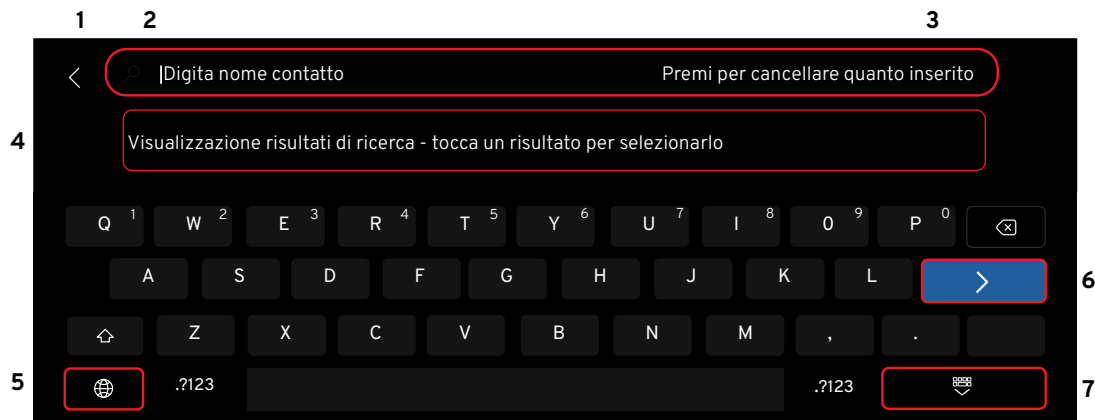 1 2 3
Digita nome contatto Premi per cancellare quanto inserito
4
Visualizzazione risultati di ricerca - tocca un risultato per selezionarlo
Q 1 W 2 E 3 R 4 T 5 Y 6 U 7 I 8 0 9 P 0
A S D F G H J K L
6
Z X C V B N M , .
5 .?123 .?123 7